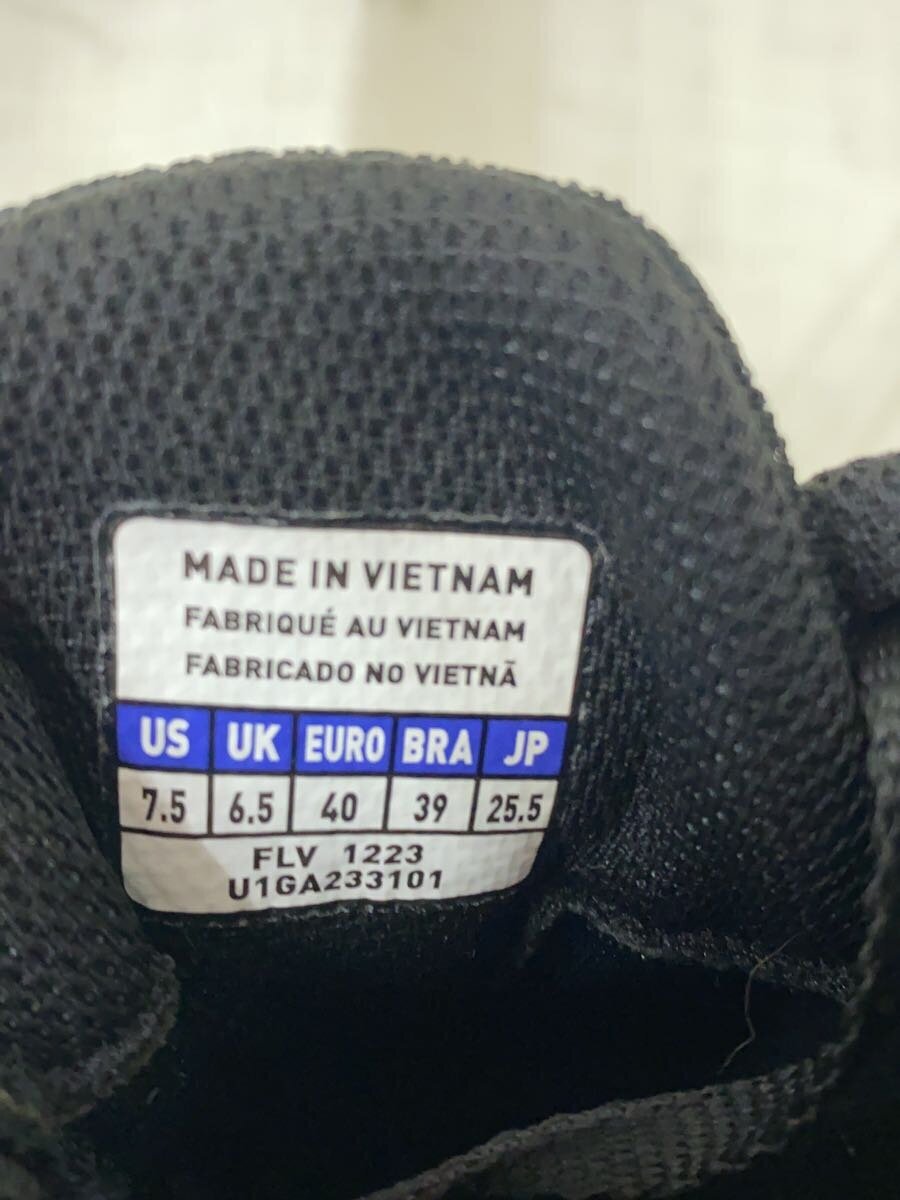 MADE IN VIETNAM
FABRIQUÉ AU VIETNAM
FABRICADO NO VIETNÃ
US UK EURO BRA JP
7.5 6.5 40 39 25.5
FLV 1223
U1GA233101